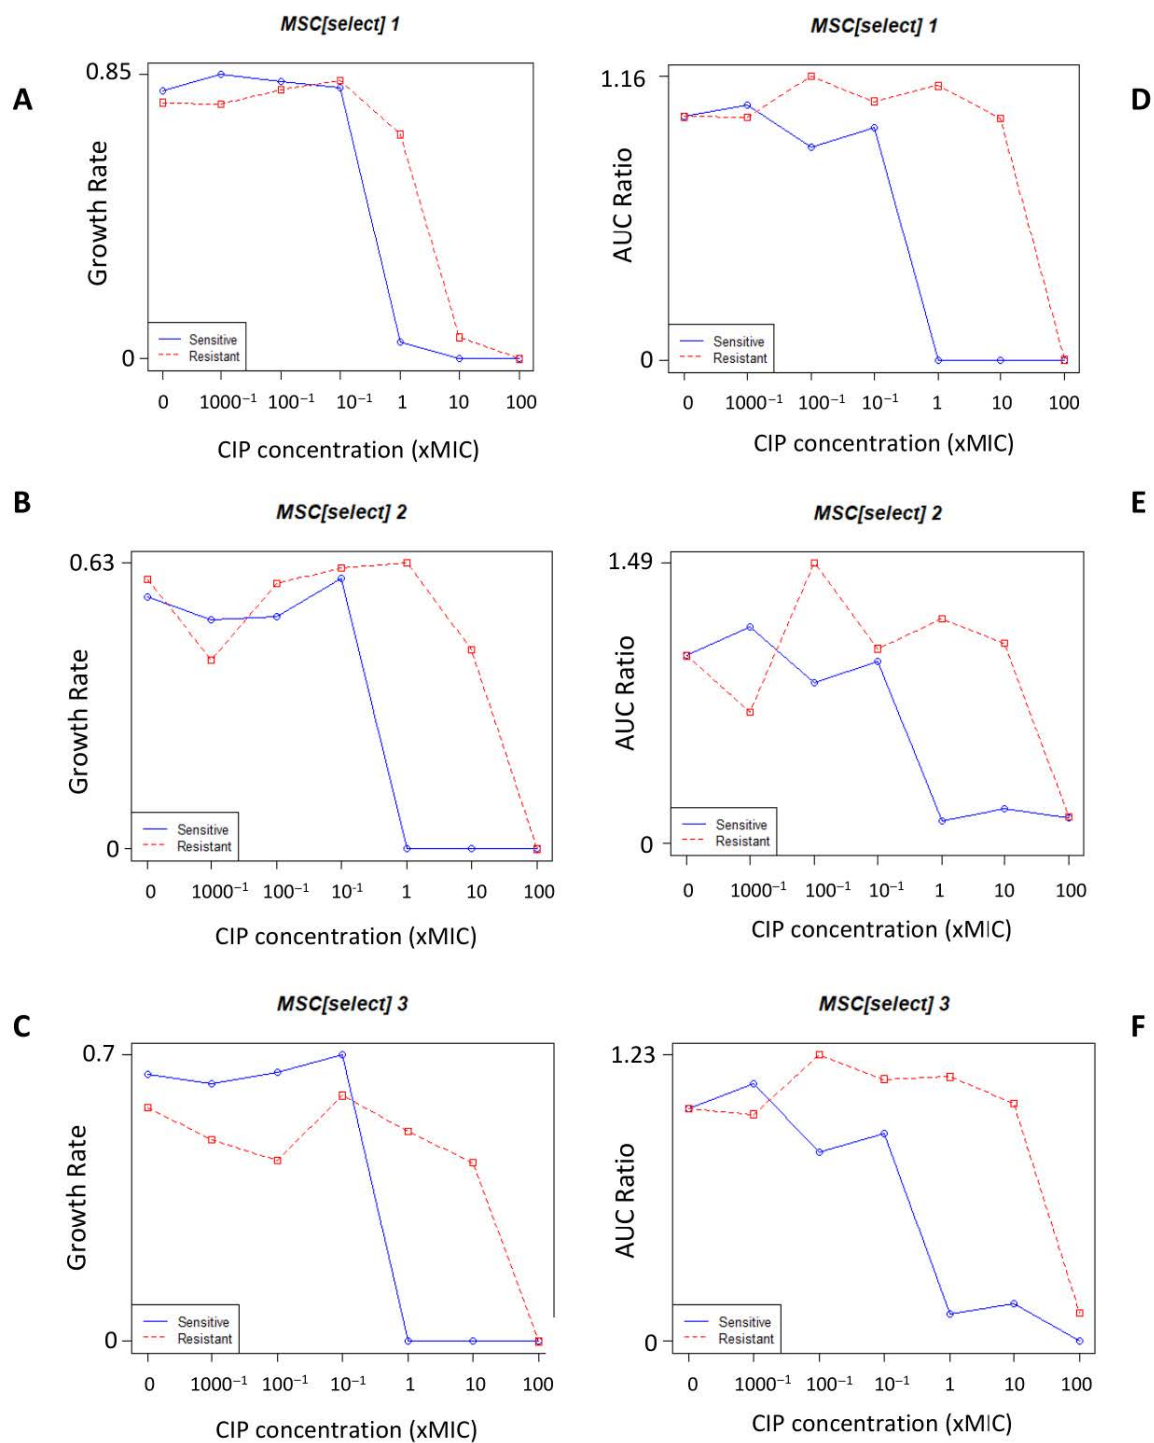 MSC[select] 1
A
0.85
Growth Rate
0
Sensitive
Resistant
0 1000⁻¹ 100⁻¹ 10⁻¹ 1 10 100
CIP concentration (xMIC)
MSC[select] 1
D
1.16
AUC Ratio
0
Sensitive
Resistant
0 1000⁻¹ 100⁻¹ 10⁻¹ 1 10 100
CIP concentration (xMIC)
MSC[select] 2
B
0.63
Growth Rate
0
Sensitive
Resistant
0 1000⁻¹ 100⁻¹ 10⁻¹ 1 10 100
CIP concentration (xMIC)
MSC[select] 2
E
1.49
AUC Ratio
0
Sensitive
Resistant
0 1000⁻¹ 100⁻¹ 10⁻¹ 1 10 100
CIP concentration (xMIC)
MSC[select] 3
C
0.7
Growth Rate
0
Sensitive
Resistant
0 1000⁻¹ 100⁻¹ 10⁻¹ 1 10 100
CIP concentration (xMIC)
MSC[select] 3
F
1.23
AUC Ratio
0
Sensitive
Resistant
0 1000⁻¹ 100⁻¹ 10⁻¹ 1 10 100
CIP concentration (xMIC)